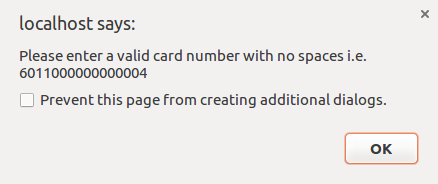 localhost says:
Please enter a valid card number with no spaces i.e.
6011000000000004
Prevent this page from creating additional dialogs.
OK